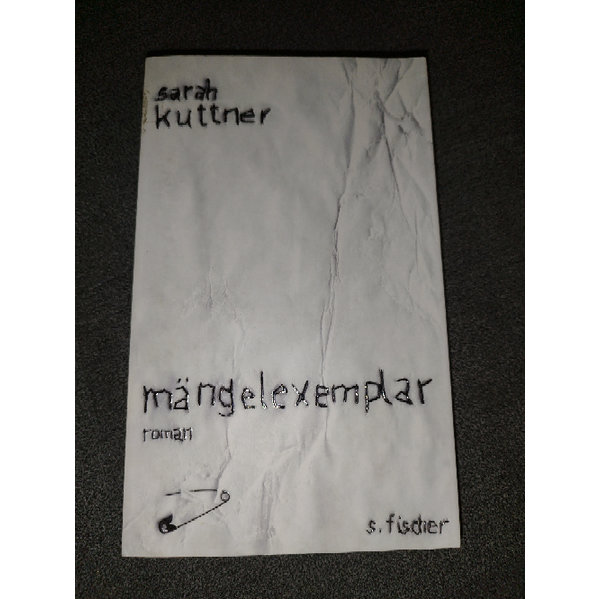 sarah
kuttner
mängelexemplar
roman
s. fischer